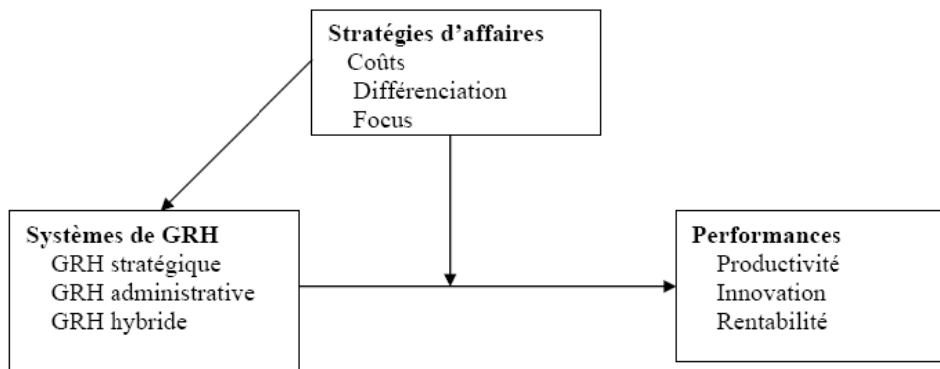 Stratégies d’affaires
Coûts
Différenciation
Focus
Systèmes de GRH
GRH stratégique
GRH administrative
GRH hybride
Performances
Productivité
Innovation
Rentabilité